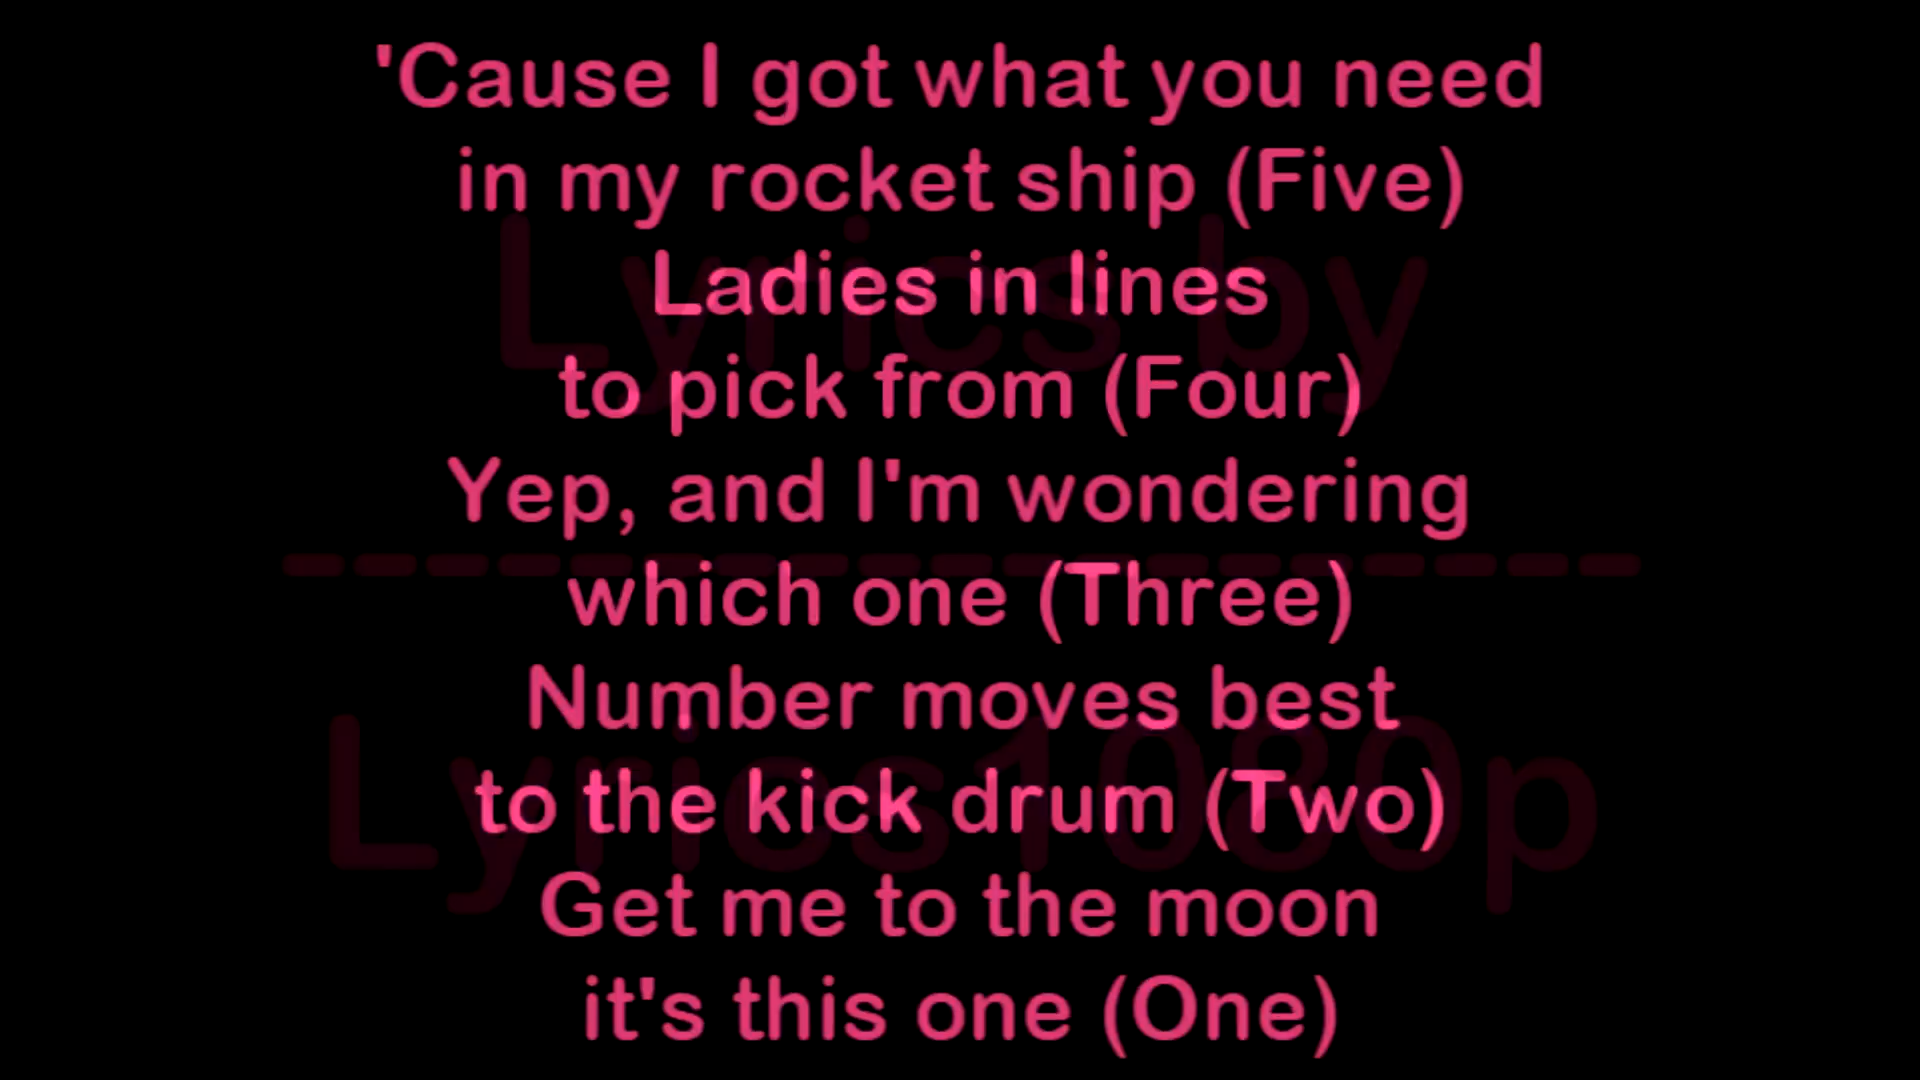 'Cause I got what you need
in my rocket ship (Five)
Lyrics by
Ladies in lines
to pick from (Four)
Yep, and I'm wondering
--------------------
which one (Three)
Number moves best
to the kick drum (Two)
Lyrics1080p
Get me to the moon
it's this one (One)